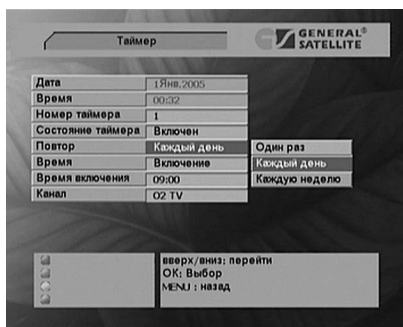 Таймер
GENERAL®
SATELLITE
Дата 1Янв,2005
Время 00:32
Номер таймера 1
Состояние таймера Включен
Повтор Каждый день Один раз
Время Включение Каждый день
Время включения 09:00 Каждую неделю
Канал O2 TV
вверх/вниз: перейти
OK: Выбор
MENU : назад